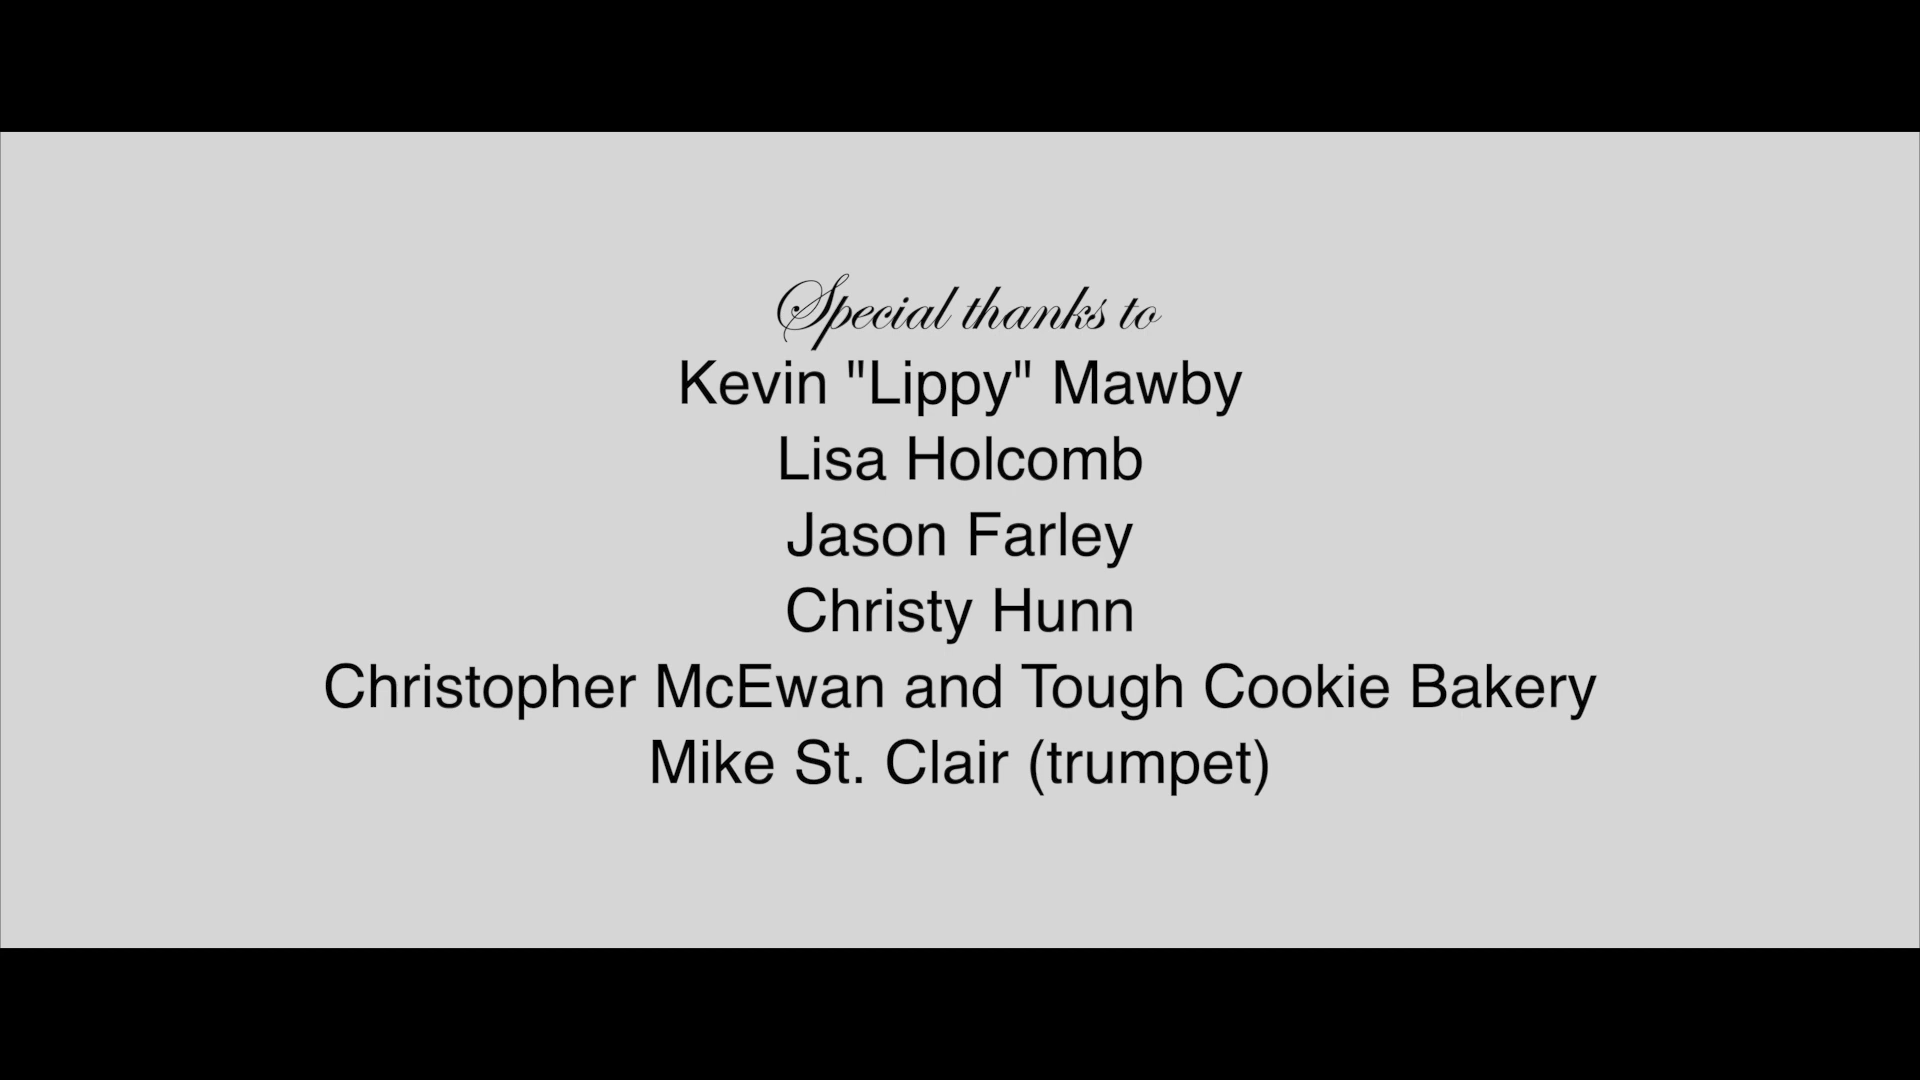 Special thanks to
Kevin "Lippy" Mawby
Lisa Holcomb
Jason Farley
Christy Hunn
Christopher McEwan and Tough Cookie Bakery
Mike St. Clair (trumpet)